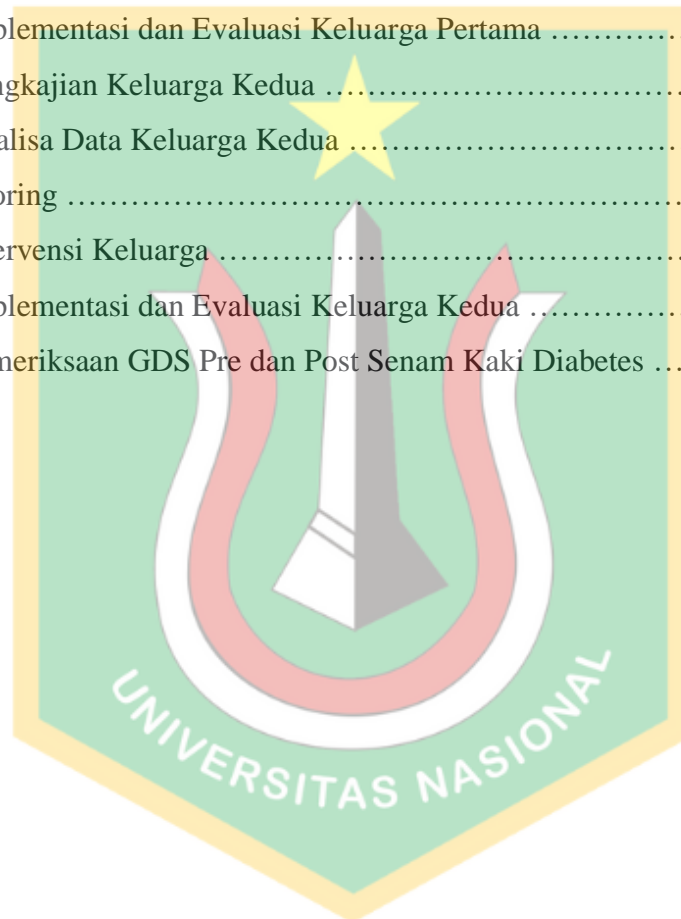 plementasi dan Evaluasi Keluarga Pertama ……………
ngkajian Keluarga Kedua ……………………………………
alisa Data Keluarga Kedua …………………………………
oring ………………………………………………………………
ervensi Keluarga ………………………………………………
plementasi dan Evaluasi Keluarga Kedua ………………
meriksaan GDS Pre dan Post Senam Kaki Diabetes …
UNIVERSITAS NASIONAL